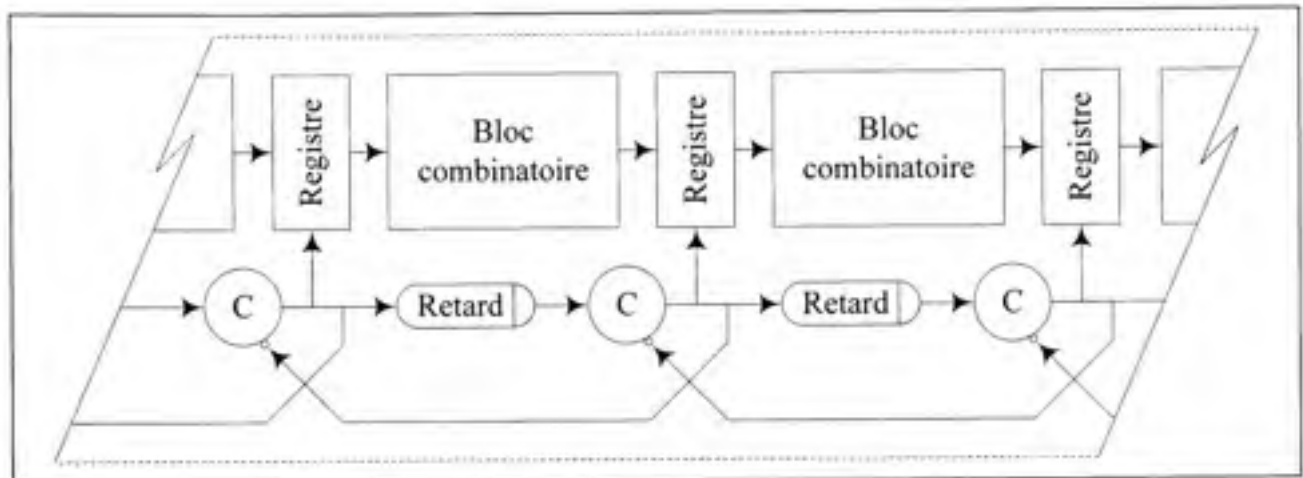 Registre
Bloc
combinatoire
Registre
Bloc
combinatoire
Registre
C
Retard
C
Retard
C